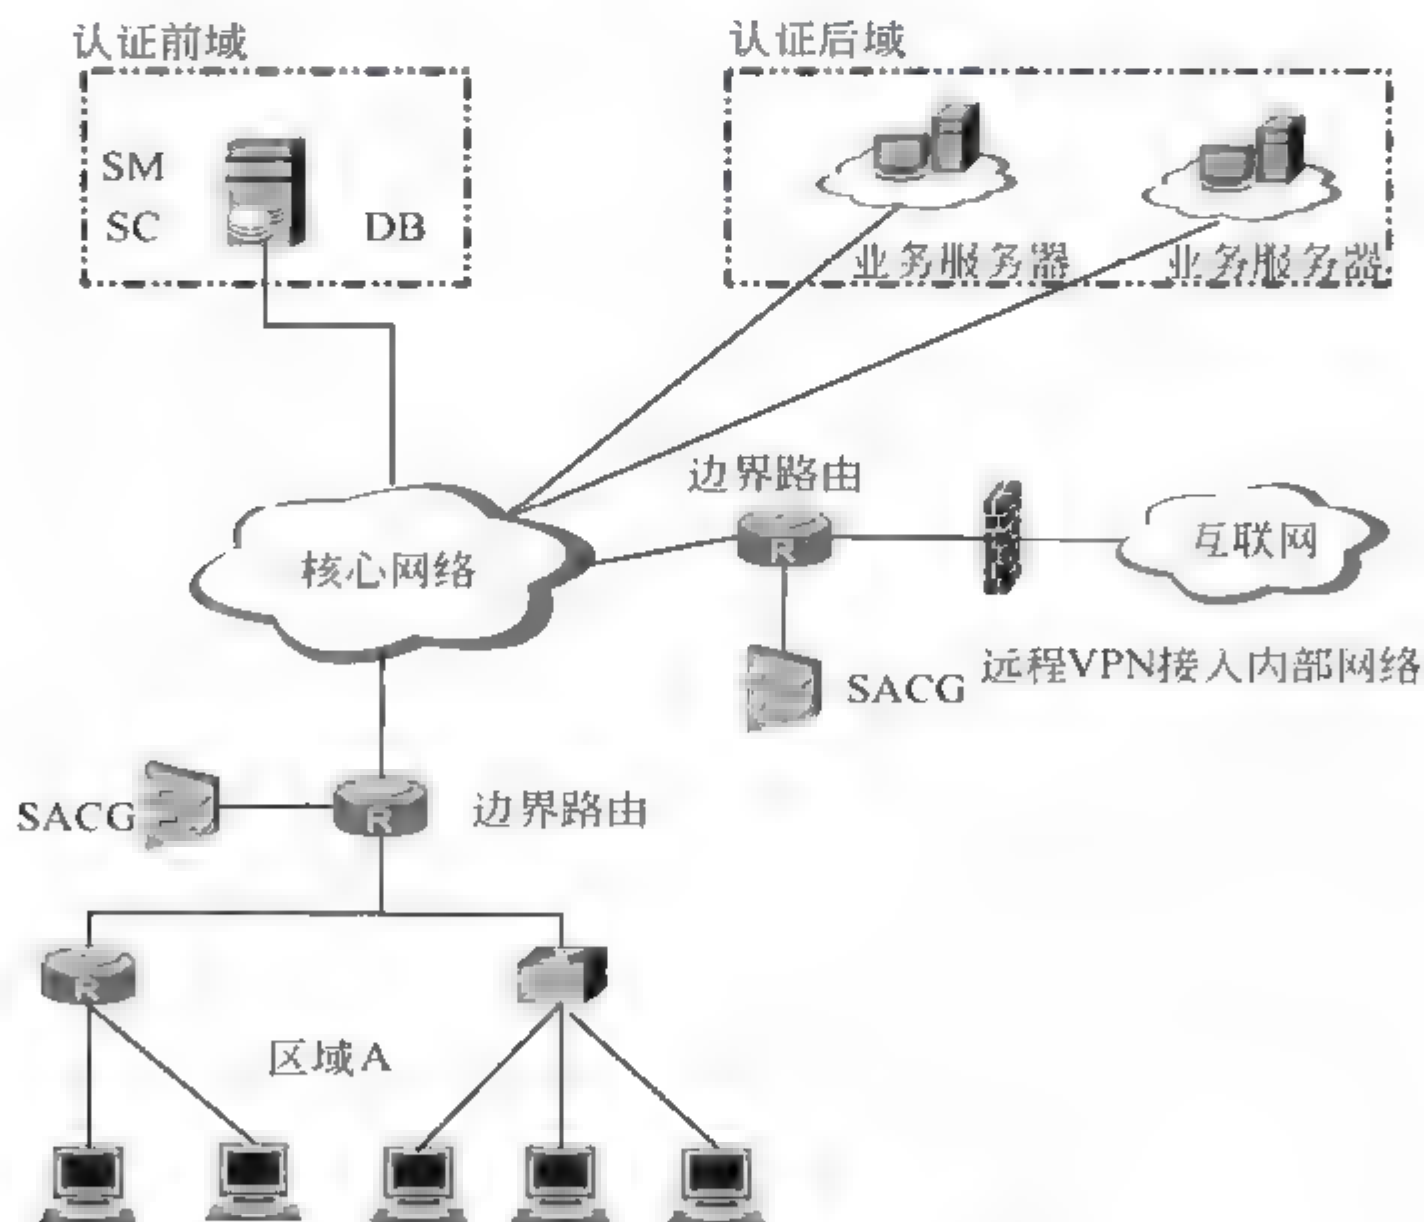 认证前域
认证后域
SM
SC
DB
业务服务器
业务服务器
边界路由
R
核心网络
互联网
SACG
远程VPN接入内部网络
SACG
R
边界路由
R
区域A